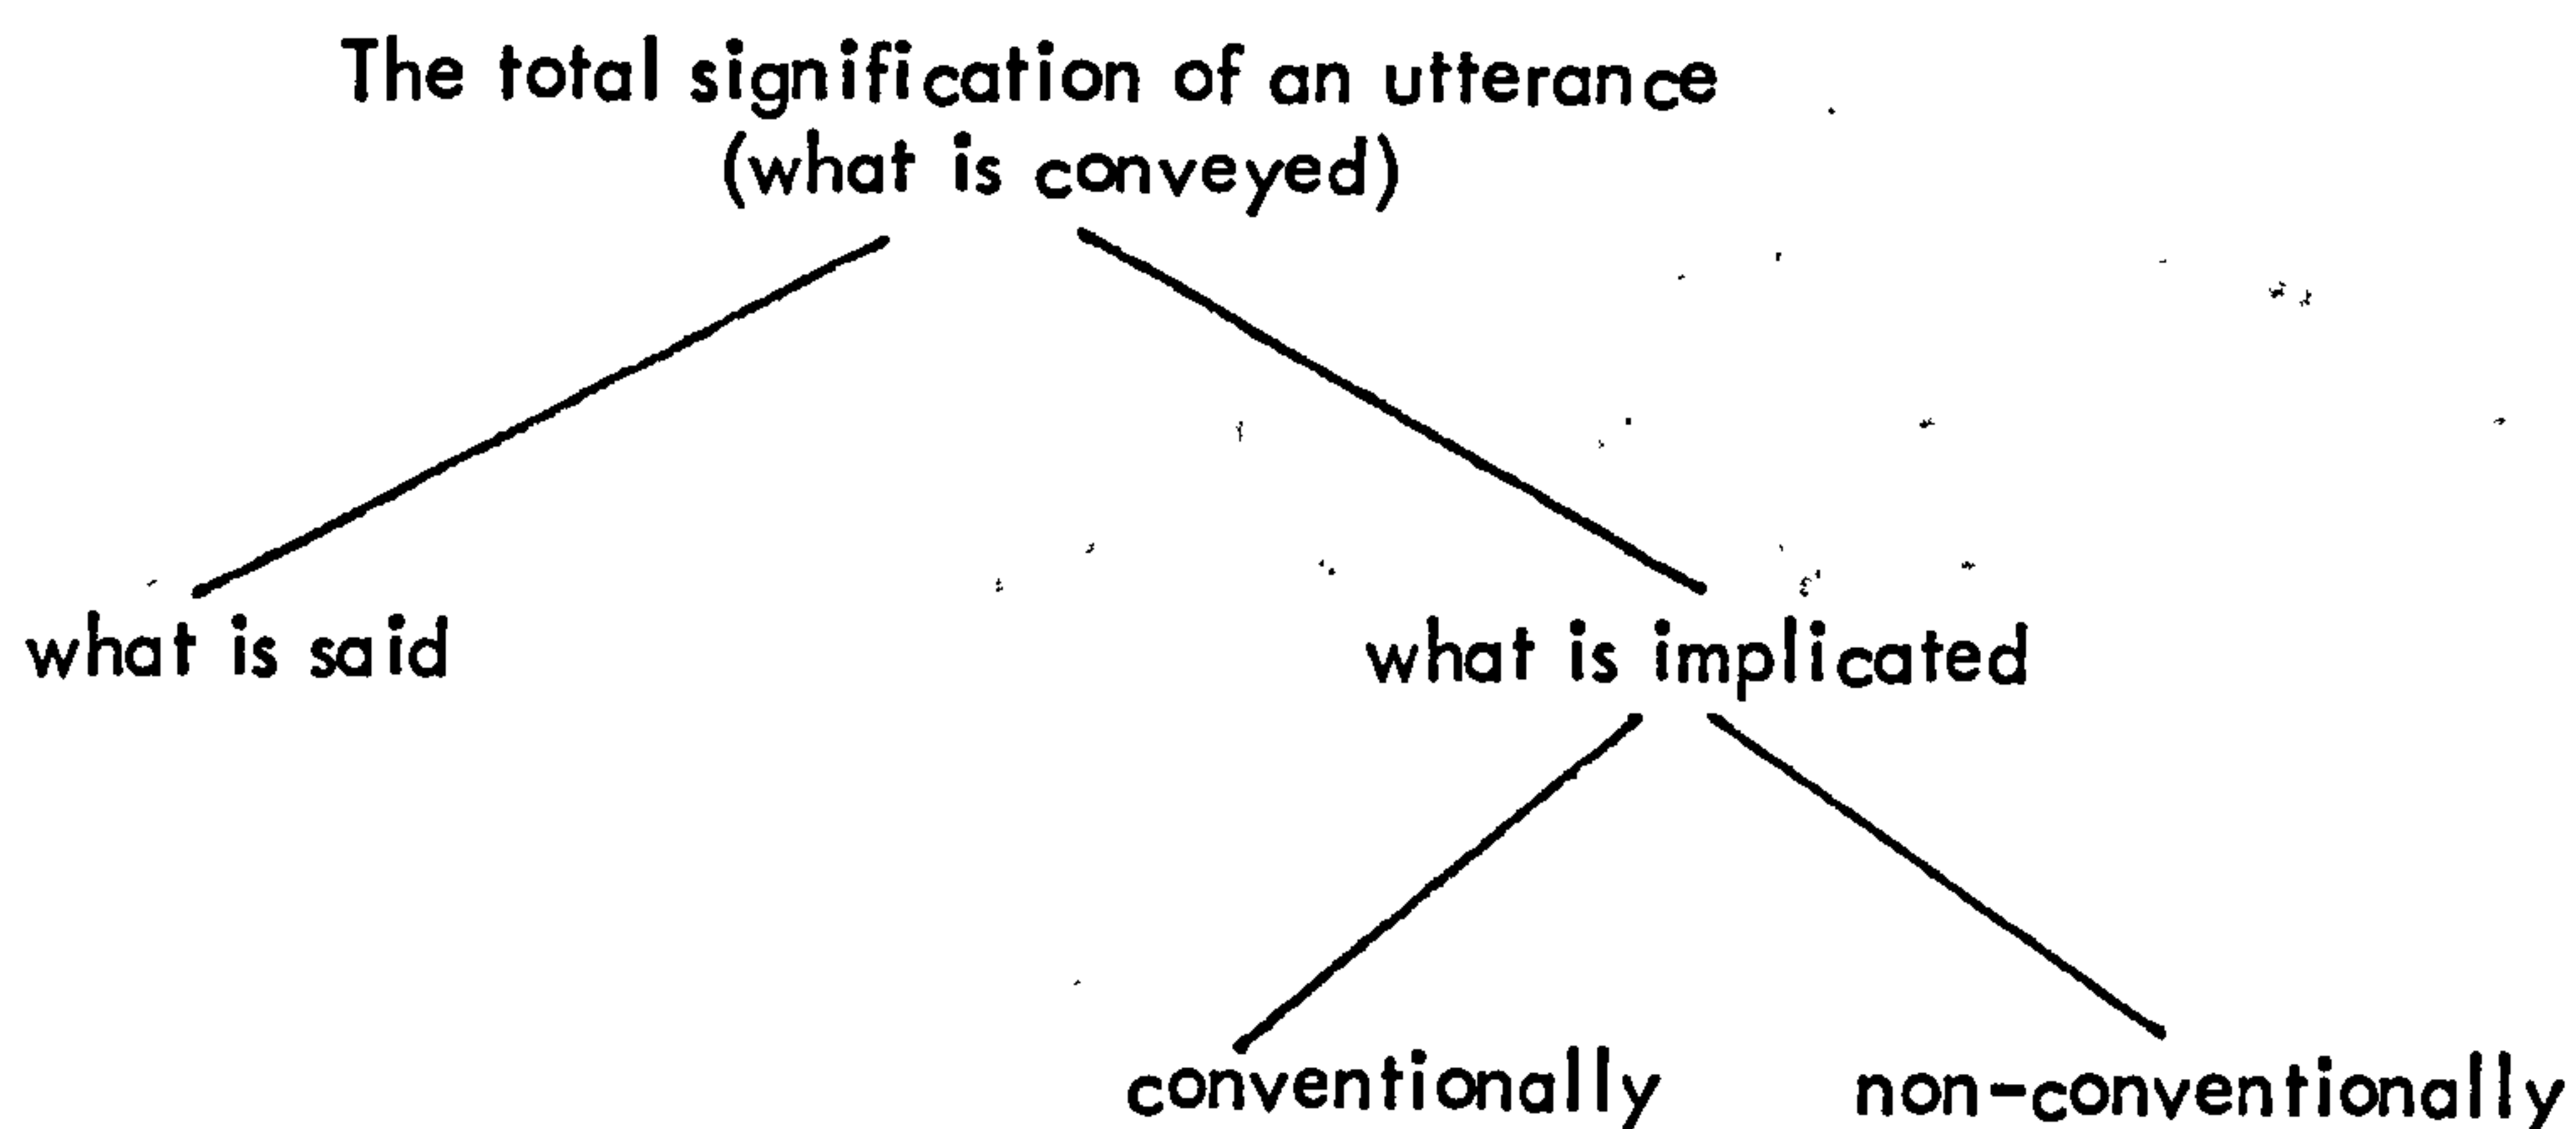 The total signification of an utterance
(what is conveyed)
what is said
what is implicated
conventionally
non-conventionally